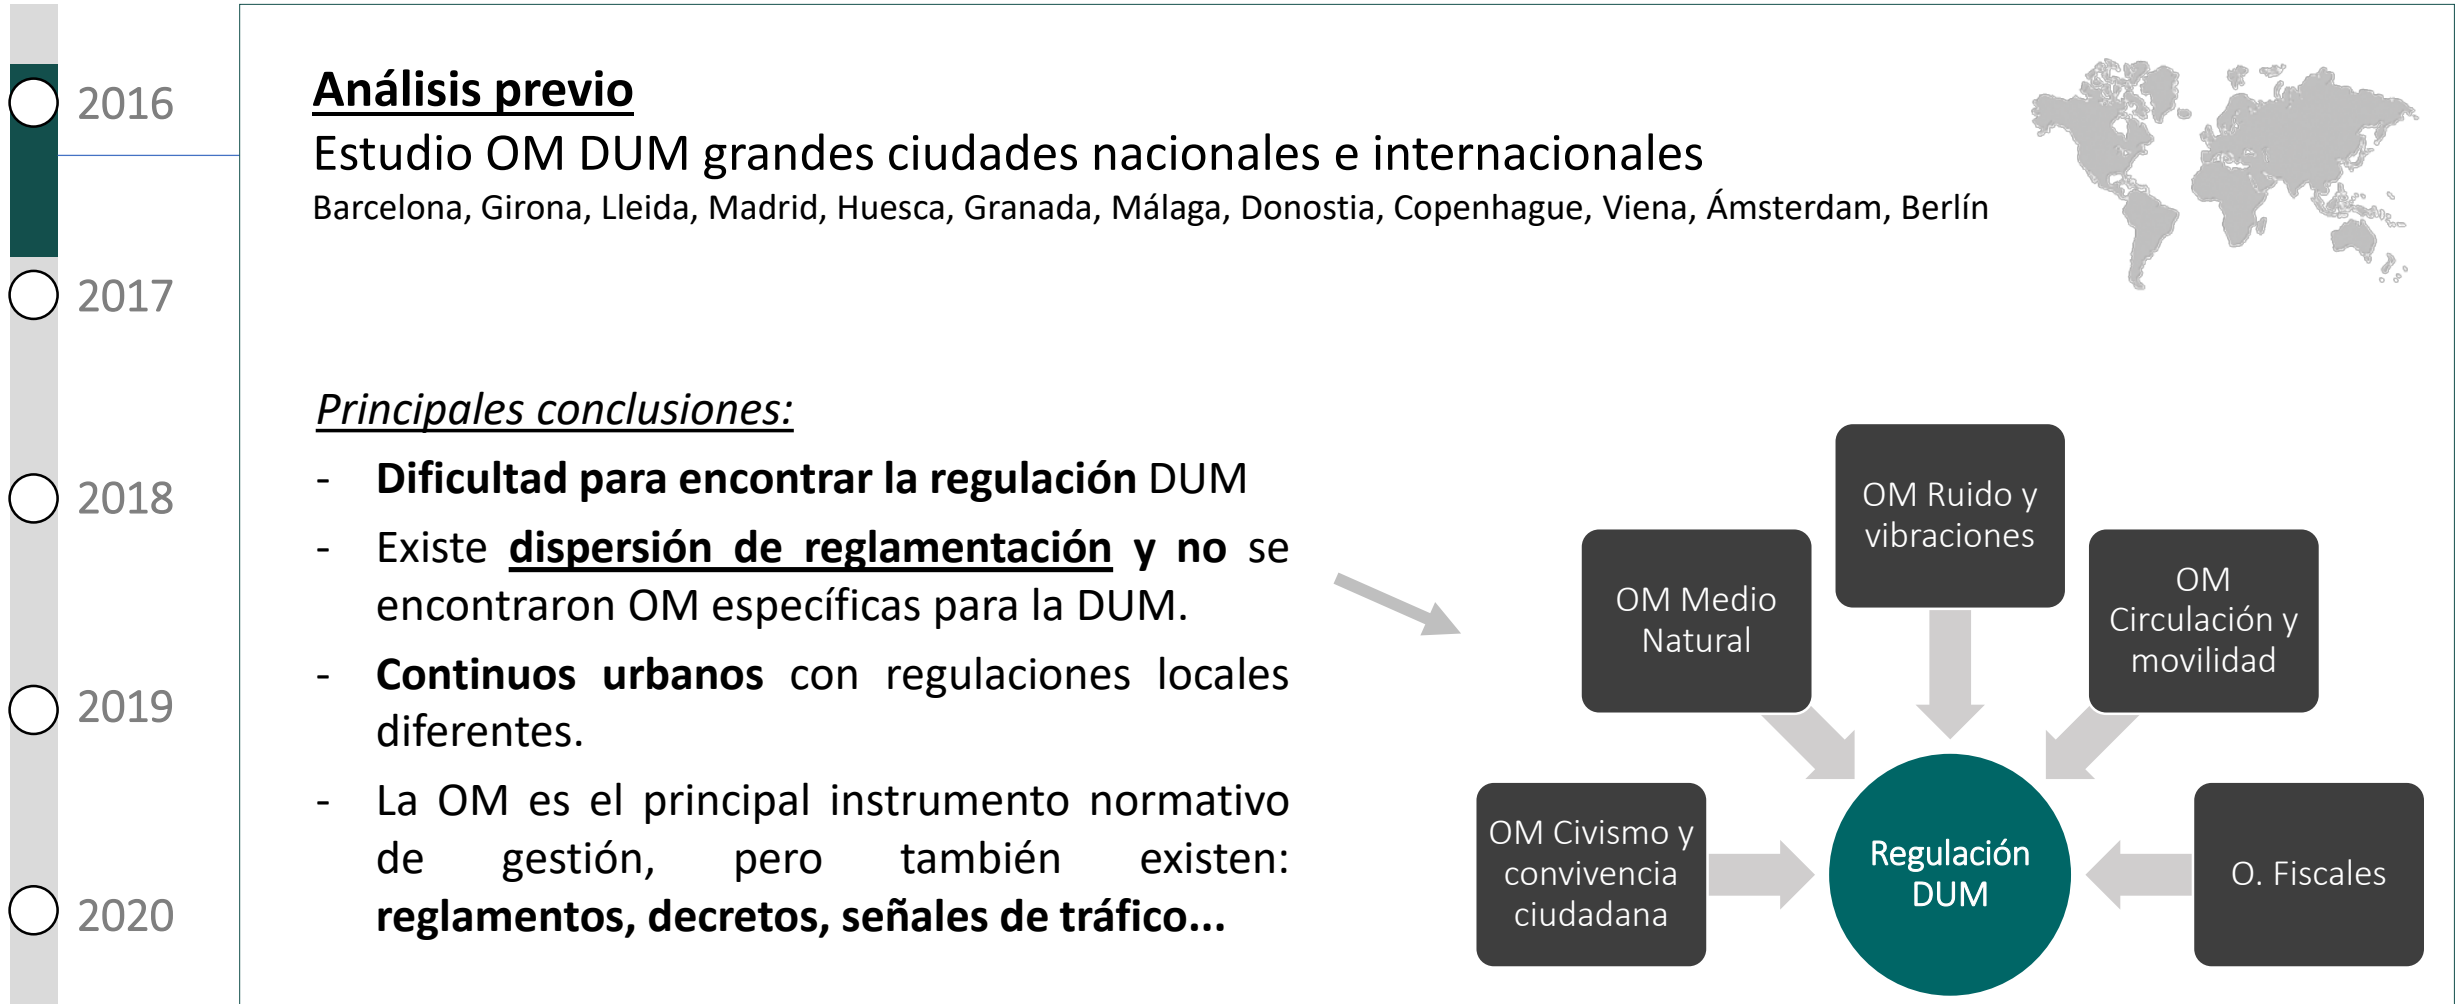 2016
2017
2018
2019
2020
Análisis previo
Estudio OM DUM grandes ciudades nacionales e internacionales
Barcelona, Girona, Lleida, Madrid, Huesca, Granada, Málaga, Donostia, Copenhague, Viena, Ámsterdam, Berlín
Principales conclusiones:
- Dificultad para encontrar la regulación DUM
- Existe dispersión de reglamentación y no se
encontraron OM específicas para la DUM.
- Continuos urbanos con regulaciones locales
diferentes.
- La OM es el principal instrumento normativo
de gestión, pero también existen:
reglamentos, decretos, señales de tráfico...
OM Civismo y
convivencia
ciudadana
OM Medio
Natural
OM Ruido y
vibraciones
OM
Circulación y
movilidad
O. Fiscales
Regulación
DUM